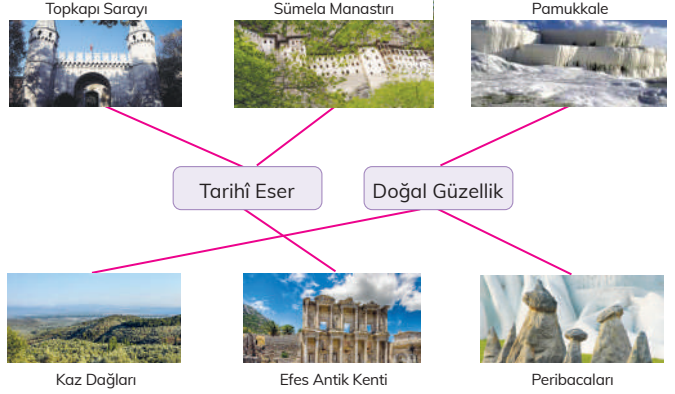 Topkapı Sarayı
Sümela Manastırı
Pamukkale
Tarihî Eser
Doğal Güzellik
Kaz Dağları
Efes Antik Kenti
Peribacaları